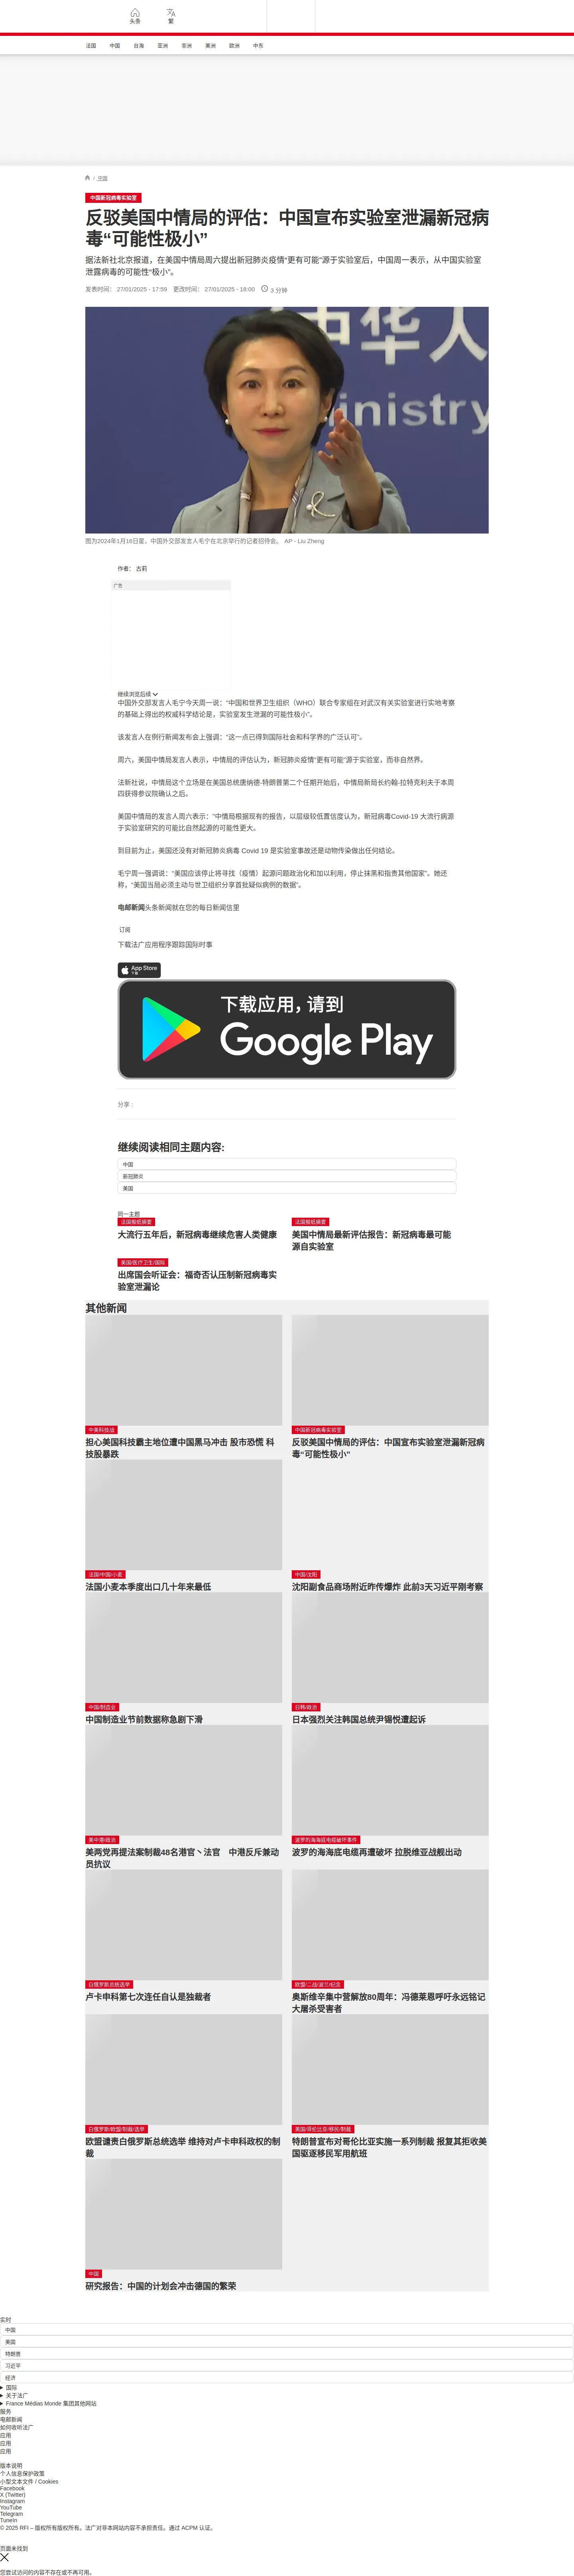 头条
繁
法国 中国 台湾 亚洲 非洲 美洲 欧洲 中东
/ 中国
中国新冠病毒实验室
反驳美国中情局的评估：中国宣布实验室泄漏新冠病
毒“可能性极小”
据法新社北京报道，在美国中情局周六提出新冠肺炎疫情“更有可能”源于实验室后，中国周一表示，从中国实验室
泄露病毒的可能性“极小”。
发表时间： 27/01/2025 - 17:59 更改时间： 27/01/2025 - 18:00 3 分钟
中华人
inistry
图为2024年1月16日星，中国外交部发言人毛宁在北京举行的记者招待会。 AP - Liu Zheng
作者： 古莉
广告
继续浏览后续
中国外交部发言人毛宁今天周一说：“中国和世界卫生组织（WHO）联合专家组在对武汉有关实验室进行实地考察
的基础上得出的权威科学结论是，实验室发生泄漏的可能性极小”。
该发言人在例行新闻发布会上强调：“这一点已得到国际社会和科学界的广泛认可”。
周六，美国中情局发言人表示，中情局的评估认为，新冠肺炎疫情“更有可能”源于实验室，而非自然界。
法新社说，中情局这个立场是在美国总统唐纳德-特朗普第二个任期开始后，中情局新局长约翰-拉特克利夫于本周
四获得参议院确认之后。
美国中情局的发言人周六表示：“中情局根据现有的报告，以层级较低置信度认为，新冠病毒Covid-19 大流行病源
于实验室研究的可能比自然起源的可能性更大。
到目前为止，美国还没有对新冠肺炎病毒 Covid 19 是实验室事故还是动物传染做出任何结论。
毛宁周一强调说：“美国应该停止将寻找（疫情）起源问题政治化和加以利用，停止抹黑和指责其他国家”。她还
称，“美国当局必须主动与世卫组织分享首批疑似病例的数据”。
电邮新闻头条新闻就在您的每日新闻信里
订阅
下载法广应用程序跟踪国际时事
App Store
下载
下载应用，请到
Google Play
分享 :
继续阅读相同主题内容:
中国
新冠肺炎
美国
同一主题
法国报纸摘要
大流行五年后，新冠病毒继续危害人类健康
法国报纸摘要
美国中情局最新评估报告：新冠病毒最可能
源自实验室
美国/医疗卫生/国际
出席国会听证会：福奇否认压制新冠病毒实
验室泄漏论
其他新闻
中美科技战
担心美国科技霸主地位遭中国黑马冲击 股市恐慌 科
技股暴跌
中国新冠病毒实验室
反驳美国中情局的评估：中国宣布实验室泄漏新冠病
毒“可能性极小”
法国/中国/小麦
法国小麦本季度出口几十年来最低
中国/沈阳
沈阳副食品商场附近昨传爆炸 此前3天习近平刚考察
中国/制造业
中国制造业节前数据称急剧下滑
日韩/政治
日本强烈关注韩国总统尹锡悦遭起诉
美中港/政治
美两党再提法案制裁48名港官丶法官　中港反斥兼动
员抗议
波罗的海海底电缆破坏事件
波罗的海海底电缆再遭破坏 拉脱维亚战舰出动
白俄罗斯总统选举
卢卡申科第七次连任自认是独裁者
欧盟/二战/波兰/纪念
奥斯维辛集中营解放80周年：冯德莱恩呼吁永远铭记
大屠杀受害者
白俄罗斯/欧盟/制裁/选举
欧盟谴责白俄罗斯总统选举 维持对卢卡申科政权的制
裁
美国/哥伦比亚/移民/制裁
特朗普宣布对哥伦比亚实施一系列制裁 报复其拒收美
国驱逐移民军用航班
中国
研究报告：中国的计划会冲击德国的繁荣
实时
中国
美国
特朗普
习近平
经济
国际
关于法广
France Médias Monde 集团其他网站
服务
电邮新闻
如何收听法广
应用
应用
应用
版本说明
个人信息保护政策
小型文本文件 / Cookies
Facebook
X (Twitter)
Instagram
YouTube
Telegram
TuneIn
© 2025 RFI – 版权所有版权所有。法广对非本网站内容不承担责任。通过 ACPM 认证。
页面未找到
您尝试访问的内容不存在或不再可用。